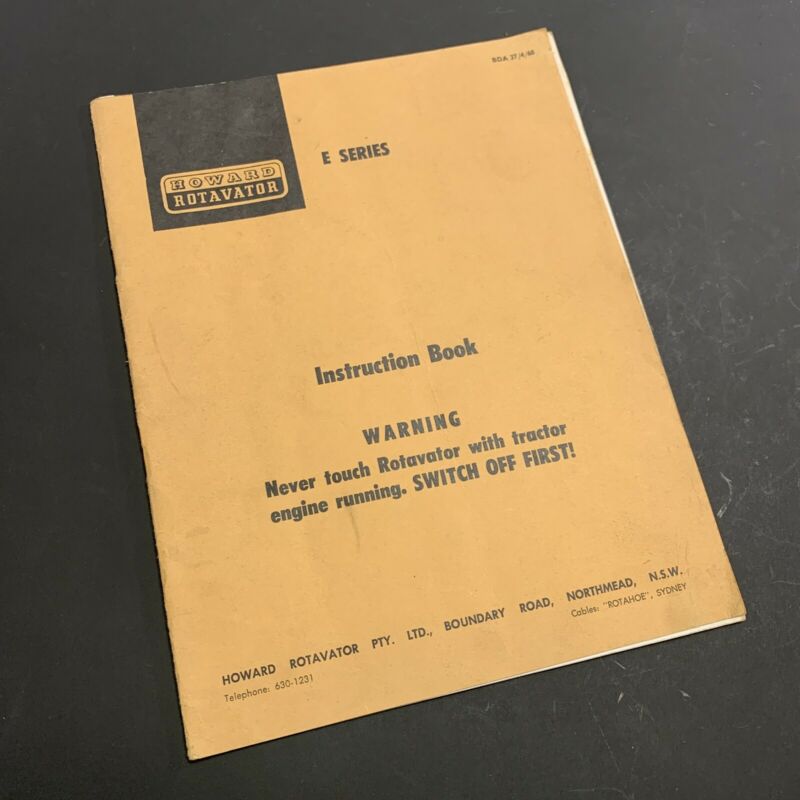 BDA 27/4/65
HOWARD
ROTAVATOR
E SERIES
Instruction Book
WARNING
Never touch Rotavator with tractor
engine running. SWITCH OFF FIRST!
HOWARD ROTAVATOR PTY. LTD., BOUNDARY ROAD, NORTHMEAD, N.S.W.
Telephone: 630-1231
Cables: "ROTAHOE", SYDNEY